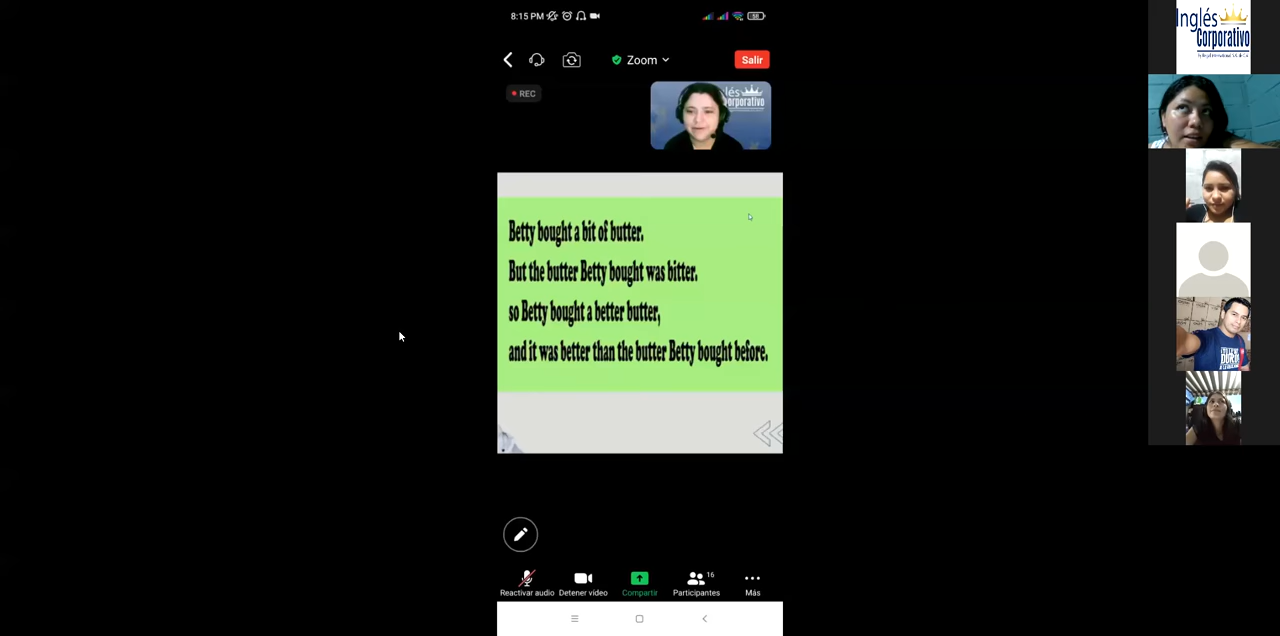 8:15 PM
58
Zoom
Salir
REC
Inglés
Corporativo
Betty bought a bit of butter.
But the butter Betty bought was bitter.
so Betty bought a better butter,
and it was better than the butter Betty bought before.
Reactivar audio
Detener video
Compartir
Participantes
16
Más